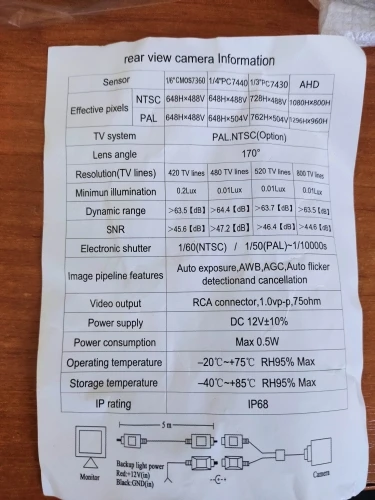 rear view camera Information
Sensor 1/6"CMOS7360 1/4"PC7440 1/3"PC7430 AHD
Effective pixels NTSC 648H×488V 648H×488V 728H×488V 1080H×800H
PAL 648H×488V 648H×504V 762H×504V 1296H×960H
TV system PAL.NTSC(Option)
Lens angle 170°
Resolution(TV lines) 420 TV lines 480 TV lines 520 TV lines 800 TV lines
Minimun illumination 0.2Lux 0.01Lux 0.01Lux 0.01Lux
Dynamic range >63.5【dB】 >64.4【dB】 >63.7【dB】 >63.5【dB】
SNR >45.6【dB】 >47.2【dB】 >46.4【dB】 >44.6【dB】
Electronic shutter 1/60(NTSC) / 1/50(PAL)~1/10000s
Image pipeline features Auto exposure,AWB,AGC,Auto flicker
detectionand cancellation
Video output RCA connector,1.0vp-p,75ohm
Power supply DC 12V±10%
Power consumption Max 0.5W
Operating temperature –20℃~+75℃ RH95% Max
Storage temperature –40℃~+85℃ RH95% Max
IP rating IP68
5 m
Backup light power
Red:+12V(in)
Black:GND(in)
Monitor
Camera